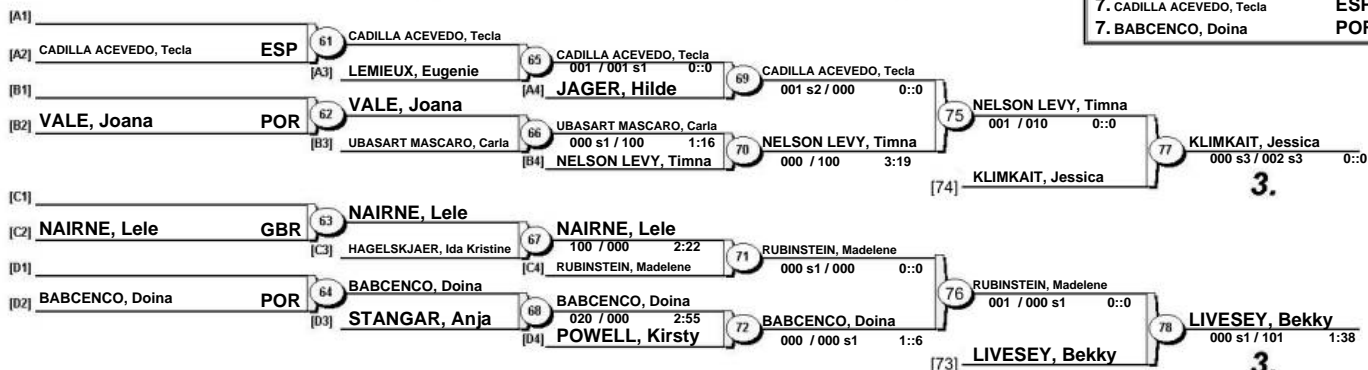 7. CADILLA ACEVEDO, Tecla ESP
7. BABCENCO, Doina POR
[A1]
[A2] CADILLA ACEVEDO, Tecla ESP
61 CADILLA ACEVEDO, Tecla
[A3] LEMIEUX, Eugenie
65 CADILLA ACEVEDO, Tecla
001 / 001 s1 0::0
[A4] JAGER, Hilde
69 CADILLA ACEVEDO, Tecla
001 s2 / 000 0::0
[B1]
[B2] VALE, Joana POR
62 VALE, Joana
[B3] UBASART MASCARO, Carla
66 UBASART MASCARO, Carla
000 s1 / 100 1:16
[B4] NELSON LEVY, Timna
70 NELSON LEVY, Timna
000 / 100 3:19
75 NELSON LEVY, Timna
001 / 010 0::0
[74] KLIMKAIT, Jessica
77 KLIMKAIT, Jessica
000 s3 / 002 s3 0::0
3.
[C1]
[C2] NAIRNE, Lele GBR
63 NAIRNE, Lele
[C3] HAGELSKJAER, Ida Kristine
67 NAIRNE, Lele
100 / 000 2:22
[C4] RUBINSTEIN, Madelene
71 RUBINSTEIN, Madelene
000 s1 / 000 0::0
[D1]
[D2] BABCENCO, Doina POR
64 BABCENCO, Doina
[D3] STANGAR, Anja
68 BABCENCO, Doina
020 / 000 2:55
[D4] POWELL, Kirsty
72 BABCENCO, Doina
000 / 000 s1 1::6
76 RUBINSTEIN, Madelene
001 / 000 s1 0::0
[73] LIVESEY, Bekky
78 LIVESEY, Bekky
000 s1 / 101 1:38
3.